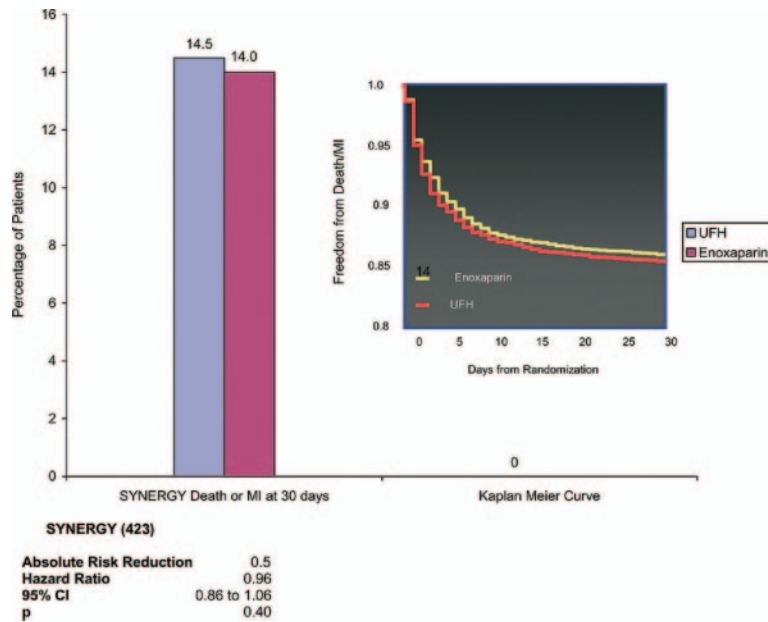 16
14
12
10
8
6
4
2
0
Percentage of Patients
14.5
14.0
0
SYNERGY Death or MI at 30 days
Kaplan Meier Curve
1.0
0.95
0.9
0.85
0.8
Freedom from Death/MI
14
Enoxaparin
UFH
0 5 10 15 20 25 30
Days from Randomization
UFH
Enoxaparin
SYNERGY (423)
Absolute Risk Reduction 0.5
Hazard Ratio 0.96
95% CI 0.86 to 1.06
p 0.40